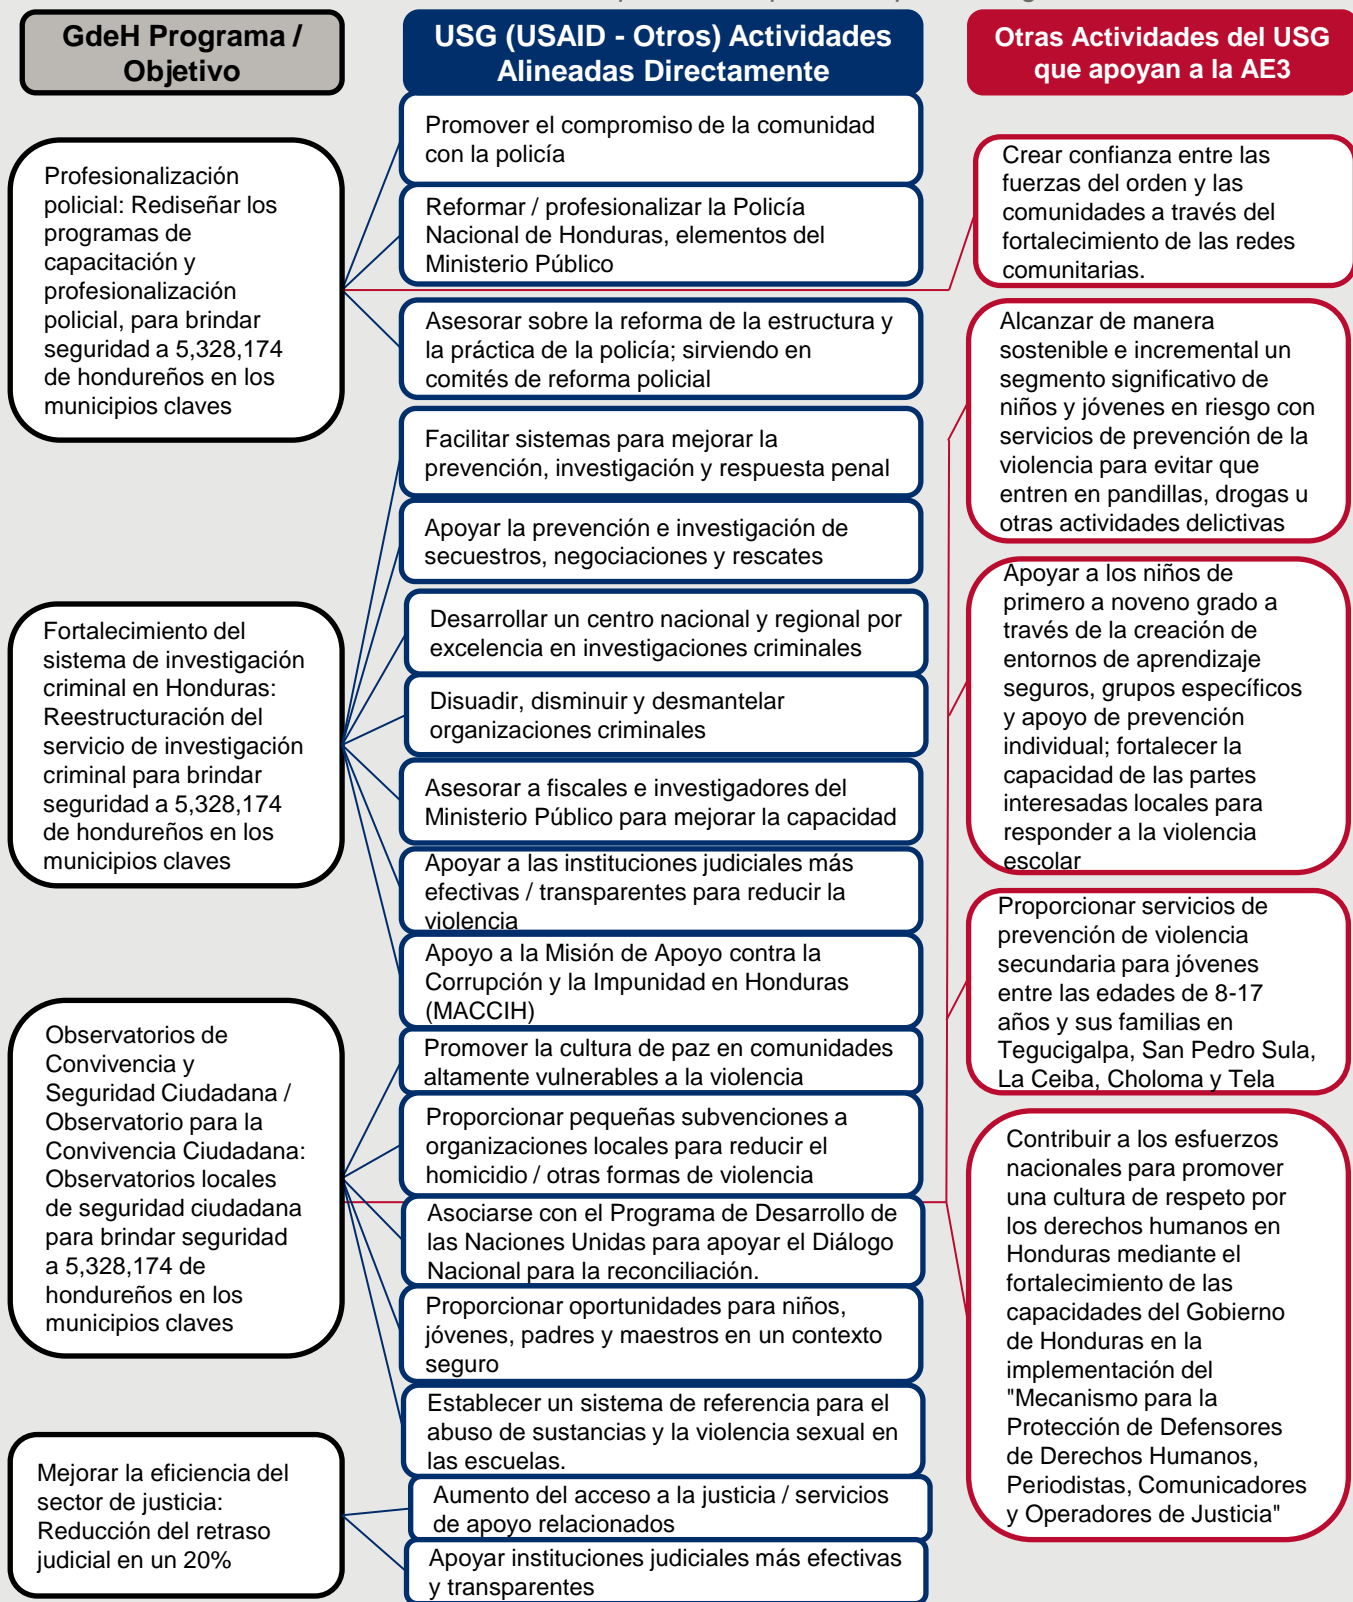 GdeH Programa /
Objetivo
USG (USAID - Otros) Actividades
Alineadas Directamente
Otras Actividades del USG
que apoyan a la AE3
Profesionalización
policial: Rediseñar los
programas de
capacitación y
profesionalización
policial, para brindar
seguridad a 5,328,174
de hondureños en los
municipios claves
Fortalecimiento del
sistema de investigación
criminal en Honduras:
Reestructuración del
servicio de investigación
criminal para brindar
seguridad a 5,328,174
de hondureños en los
municipios claves
Observatorios de
Convivencia y
Seguridad Ciudadana /
Observatorio para la
Convivencia Ciudadana:
Observatorios locales
de seguridad ciudadana
para brindar seguridad
a 5,328,174 de
hondureños en los
municipios claves
Mejorar la eficiencia del
sector de justicia:
Reducción del retraso
judicial en un 20%
Promover el compromiso de la comunidad
con la policía
Reformar / profesionalizar la Policía
Nacional de Honduras, elementos del
Ministerio Público
Asesorar sobre la reforma de la estructura y
la práctica de la policía; sirviendo en
comités de reforma policial
Facilitar sistemas para mejorar la
prevención, investigación y respuesta penal
Apoyar la prevención e investigación de
secuestros, negociaciones y rescates
Desarrollar un centro nacional y regional por
excelencia en investigaciones criminales
Disuadir, disminuir y desmantelar
organizaciones criminales
Asesorar a fiscales e investigadores del
Ministerio Público para mejorar la capacidad
Apoyar a las instituciones judiciales más
efectivas / transparentes para reducir la
violencia
Apoyo a la Misión de Apoyo contra la
Corrupción y la Impunidad en Honduras
(MACCIH)
Promover la cultura de paz en comunidades
altamente vulnerables a la violencia
Proporcionar pequeñas subvenciones a
organizaciones locales para reducir el
homicidio / otras formas de violencia
Asociarse con el Programa de Desarrollo de
las Naciones Unidas para apoyar el Diálogo
Nacional para la reconciliación.
Proporcionar oportunidades para niños,
jóvenes, padres y maestros en un contexto
seguro
Establecer un sistema de referencia para el
abuso de sustancias y la violencia sexual en
las escuelas.
Aumento del acceso a la justicia / servicios
de apoyo relacionados
Apoyar instituciones judiciales más efectivas
y transparentes
Crear confianza entre las
fuerzas del orden y las
comunidades a través del
fortalecimiento de las redes
comunitarias.
Alcanzar de manera
sostenible e incremental un
segmento significativo de
niños y jóvenes en riesgo con
servicios de prevención de la
violencia para evitar que
entren en pandillas, drogas u
otras actividades delictivas
Apoyar a los niños de
primero a noveno grado a
través de la creación de
entornos de aprendizaje
seguros, grupos específicos
y apoyo de prevención
individual; fortalecer la
capacidad de las partes
interesadas locales para
responder a la violencia
escolar
Proporcionar servicios de
prevención de violencia
secundaria para jóvenes
entre las edades de 8-17
años y sus familias en
Tegucigalpa, San Pedro Sula,
La Ceiba, Choloma y Tela
Contribuir a los esfuerzos
nacionales para promover
una cultura de respeto por
los derechos humanos en
Honduras mediante el
fortalecimiento de las
capacidades del Gobierno
de Honduras en la
implementación del
"Mecanismo para la
Protección de Defensores
de Derechos Humanos,
Periodistas, Comunicadores
y Operadores de Justicia"